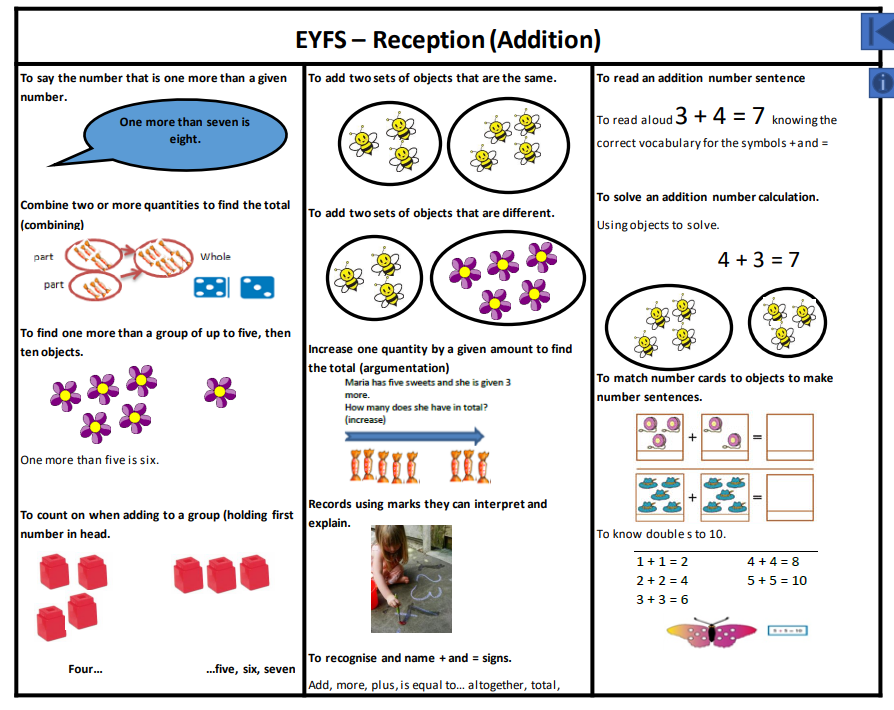 EYFS – Reception (Addition)
To say the number that is one more than a given
number.
One more than seven is
eight.
Combine two or more quantities to find the total
(combining)
part
Whole
part
To find one more than a group of up to five, then
ten objects.
One more than five is six.
To count on when adding to a group (holding first
number in head.
Four…
…five, six, seven
To add two sets of objects that are the same.
To add two sets of objects that are different.
Increase one quantity by a given amount to find
the total (argumentation)
Maria has five sweets and she is given 3
more.
How many does she have in total?
(increase)
Records using marks they can interpret and
explain.
To recognise and name + and = signs.
Add, more, plus, is equal to… altogether, total,
To read an addition number sentence
To read aloud 3 + 4 = 7 knowing the
correct vocabulary for the symbols + and =
To solve an addition number calculation.
Using objects to solve.
4 + 3 = 7
To match number cards to objects to make
number sentences.
+ =
+ =
To know double s to 10.
1 + 1 = 2 4 + 4 = 8
2 + 2 = 4 5 + 5 = 10
3 + 3 = 6